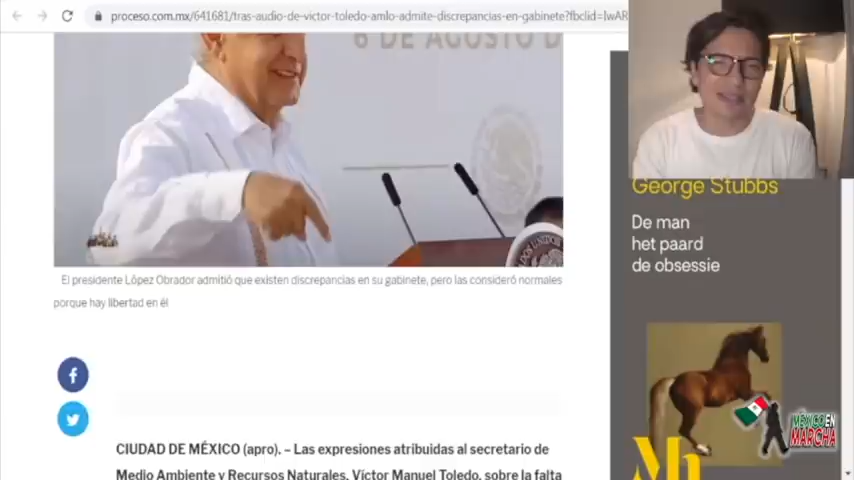 proceso.com.mx/641681/tras-audio-de-victor-toledo-amlo-admite-discrepancias-en-gabinete?fbclid=IwAR
6 DE AGOSTO D
El presidente López Obrador admitió que existen discrepancias en su gabinete, pero las consideró normales
porque hay libertad en él
CIUDAD DE MÉXICO (apro). – Las expresiones atribuidas al secretario de
Medio Ambiente y Recursos Naturales, Víctor Manuel Toledo, sobre la falta
George Stubbs
De man
het paard
de obsessie
Mh
MÉXICO EN
MARCHA